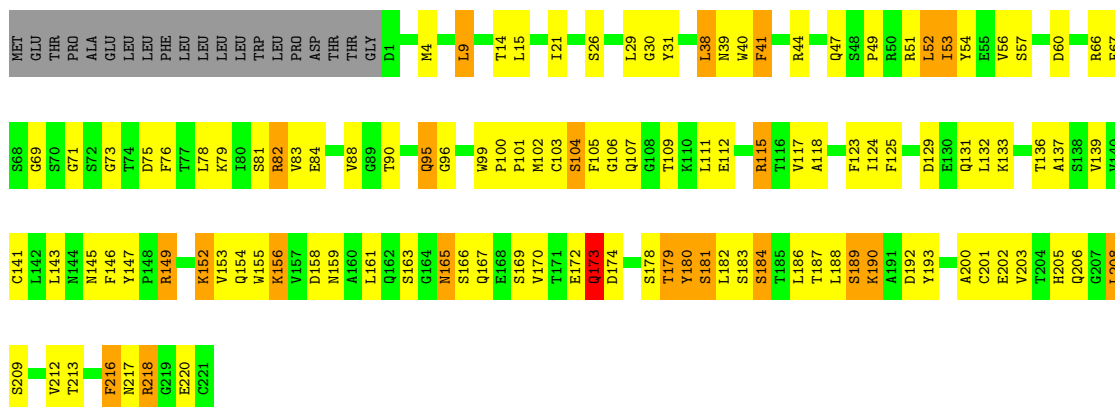 MET GLU THR PRO ALA GLU LEU LEU PHE LEU LEU LEU LEU TRP LEU PRO ASP THR THR GLY D1 M4 L9 T14 L15 I21 S26 L29 G30 Y31 L38 N39 W40 F41 R44 Q47 S48 P49 R50 R51 L52 I53 Y54 E55 V56 S57 D60 R66 F67
S68 G69 S70 G71 S72 G73 T74 D75 F76 T77 L78 K79 I80 S81 R82 V83 E84 V88 G89 T90 Q95 G96 W99 P100 P101 M102 C103 S104 F105 G106 Q107 G108 T109 K110 L111 E112 R115 T116 V117 A118 F123 I124 F125 D129 E130 Q131 L132 K133 T136 A137 S138 V139 V140
C141 L142 L143 N144 N145 F146 Y147 P148 R149 K152 V153 Q154 W155 K156 V157 D158 N159 A160 L161 Q162 S163 G164 N165 S166 Q167 E168 S169 V170 T171 E172 Q173 D174 S178 T179 Y180 S181 L182 S183 S184 T185 L186 T187 L188 S189 K190 A191 D192 Y193 A200 C201 E202 V203 T204 H205 Q206 G207 L208
S209 V212 T213 F216 N217 R218 G219 E220 C221